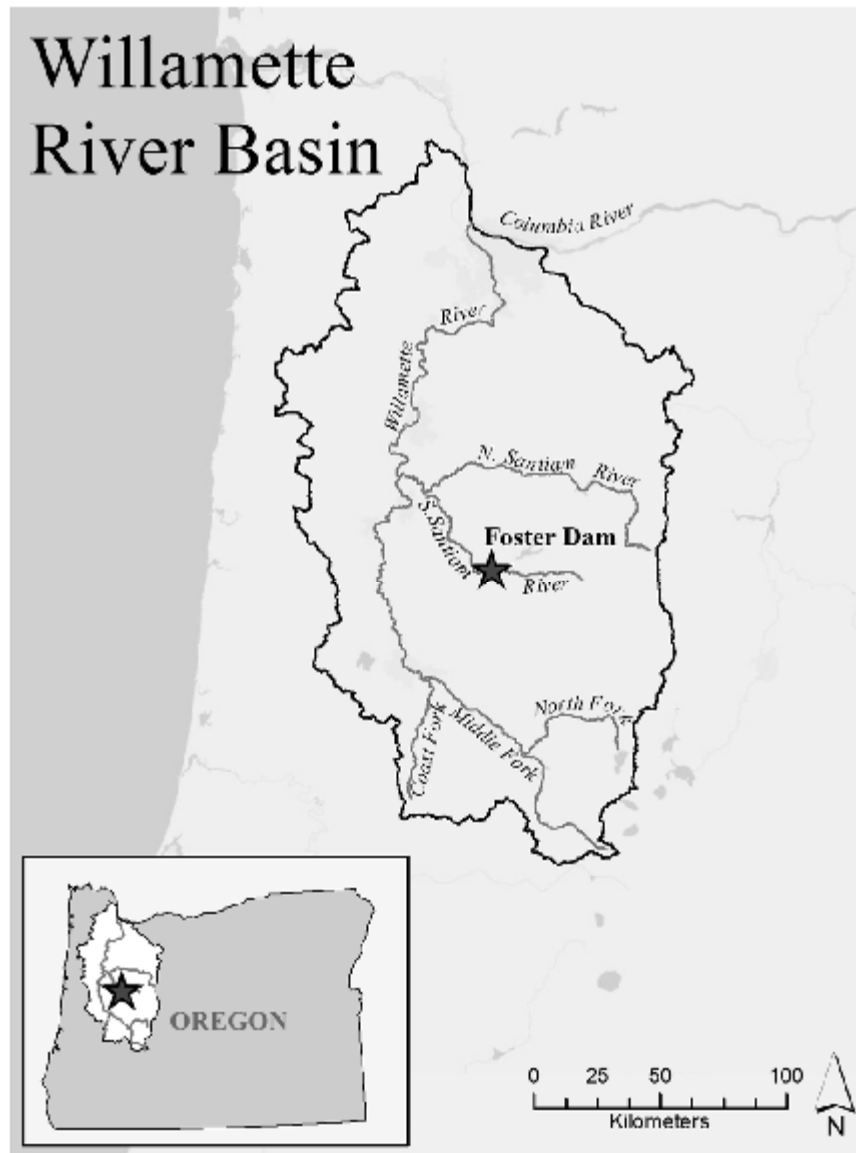 Willamette
River Basin
Columbia River
River
Willamette
N. Santiam River
S. Santiam
Foster Dam
River
North Fork
Middle Fork
Coast Fork
OREGON
0 25 50 100
Kilometers
N